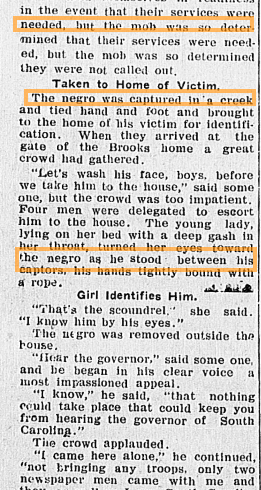 in the event that their services were
needed, but the mob was so deter
mined that their services were need-
ed, but the mob was so determined
they were not called out.
Taken to Home of Victim.
The negro was captured in a creek
and tied hand and foot and brought
to the home of his victim for identifi-
cation. When they arrived at the
gate of the Brooks home a great
crowd had gathered.
"Let's wash his face, boys, before
we take him to the house," said some
one, but the crowd was too impatient.
Four men were delegated to escort
him to the house. The young lady,
lying on her bed with a deep gash in
her throat, turned her eyes toward
the negro as he stood between his
captors, his hands tightly bound with
a rope.
Girl Identifies Him.
"That's the scoundrel," she said.
"I know him by his eyes."
The negro was removed outside the
house.
"Hear the governor," said some one,
and he began in his clear voice a
most impassioned appeal.
"I know," he said, "that nothing
could take place that could keep you
from hearing the governor of South
Carolina."
The crowd applauded.
"I came here alone," he continued,
"not bringing any troops, only two
newspaper men came with me and